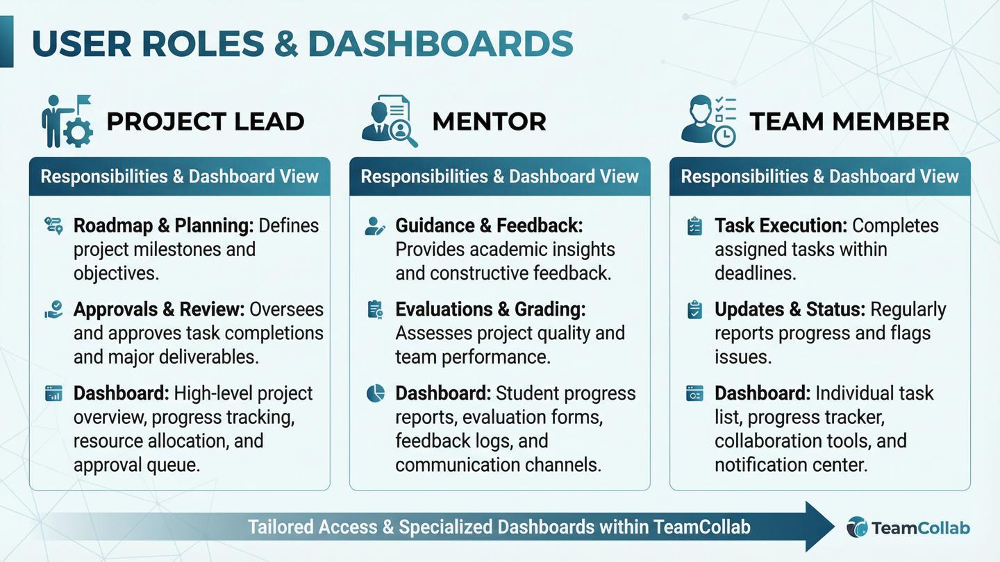 USER ROLES & DASHBOARDS
PROJECT LEAD
Responsibilities & Dashboard View
Roadmap & Planning: Defines
project milestones and
objectives.
Approvals & Review: Oversees
and approves task completions
and major deliverables.
Dashboard: High-level project
overview, progress tracking,
resource allocation, and
approval queue.
MENTOR
Responsibilities & Dashboard View
Guidance & Feedback:
Provides academic insights
and constructive feedback.
Evaluations & Grading:
Assesses project quality and
team performance.
Dashboard: Student progress
reports, evaluation forms,
feedback logs, and
communication channels.
TEAM MEMBER
Responsibilities & Dashboard View
Task Execution: Completes
assigned tasks within
deadlines.
Updates & Status: Regularly
reports progress and flags
issues.
Dashboard: Individual task
list, progress tracker,
collaboration tools, and
notification center.
Tailored Access & Specialized Dashboards within TeamCollab
TeamCollab